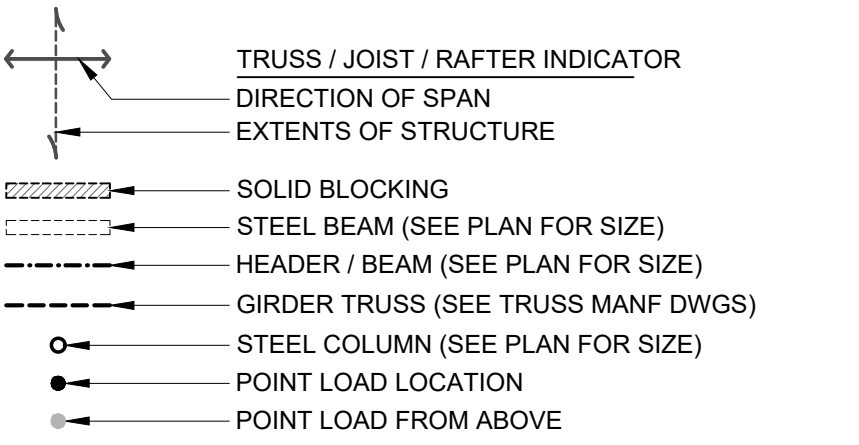 TRUSS / JOIST / RAFTER INDICATOR
DIRECTION OF SPAN
EXTENTS OF STRUCTURE
SOLID BLOCKING
STEEL BEAM (SEE PLAN FOR SIZE)
HEADER / BEAM (SEE PLAN FOR SIZE)
GIRDER TRUSS (SEE TRUSS MANF DWGS)
STEEL COLUMN (SEE PLAN FOR SIZE)
POINT LOAD LOCATION
POINT LOAD FROM ABOVE